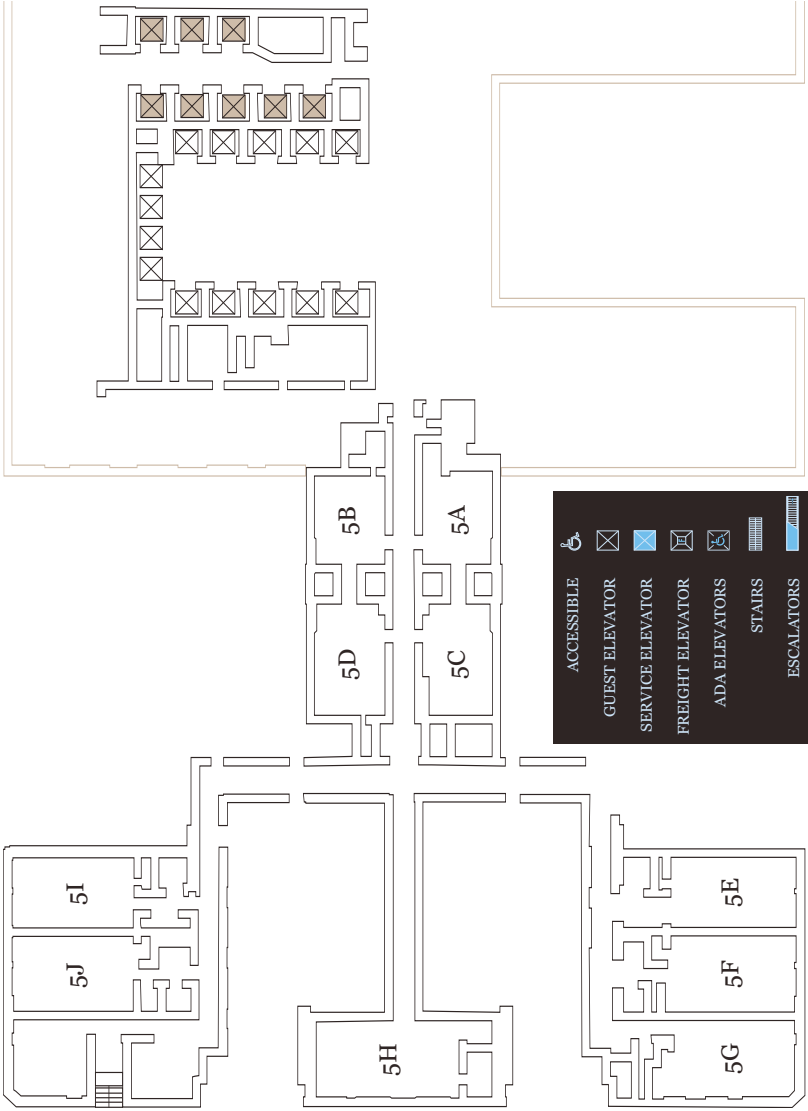 5B
5A
5D
5C
5I
5J
5E
5F
5G
5H
ACCESSIBLE
GUEST ELEVATOR
SERVICE ELEVATOR
FREIGHT ELEVATOR
ADA ELEVATORS
STAIRS
ESCALATORS